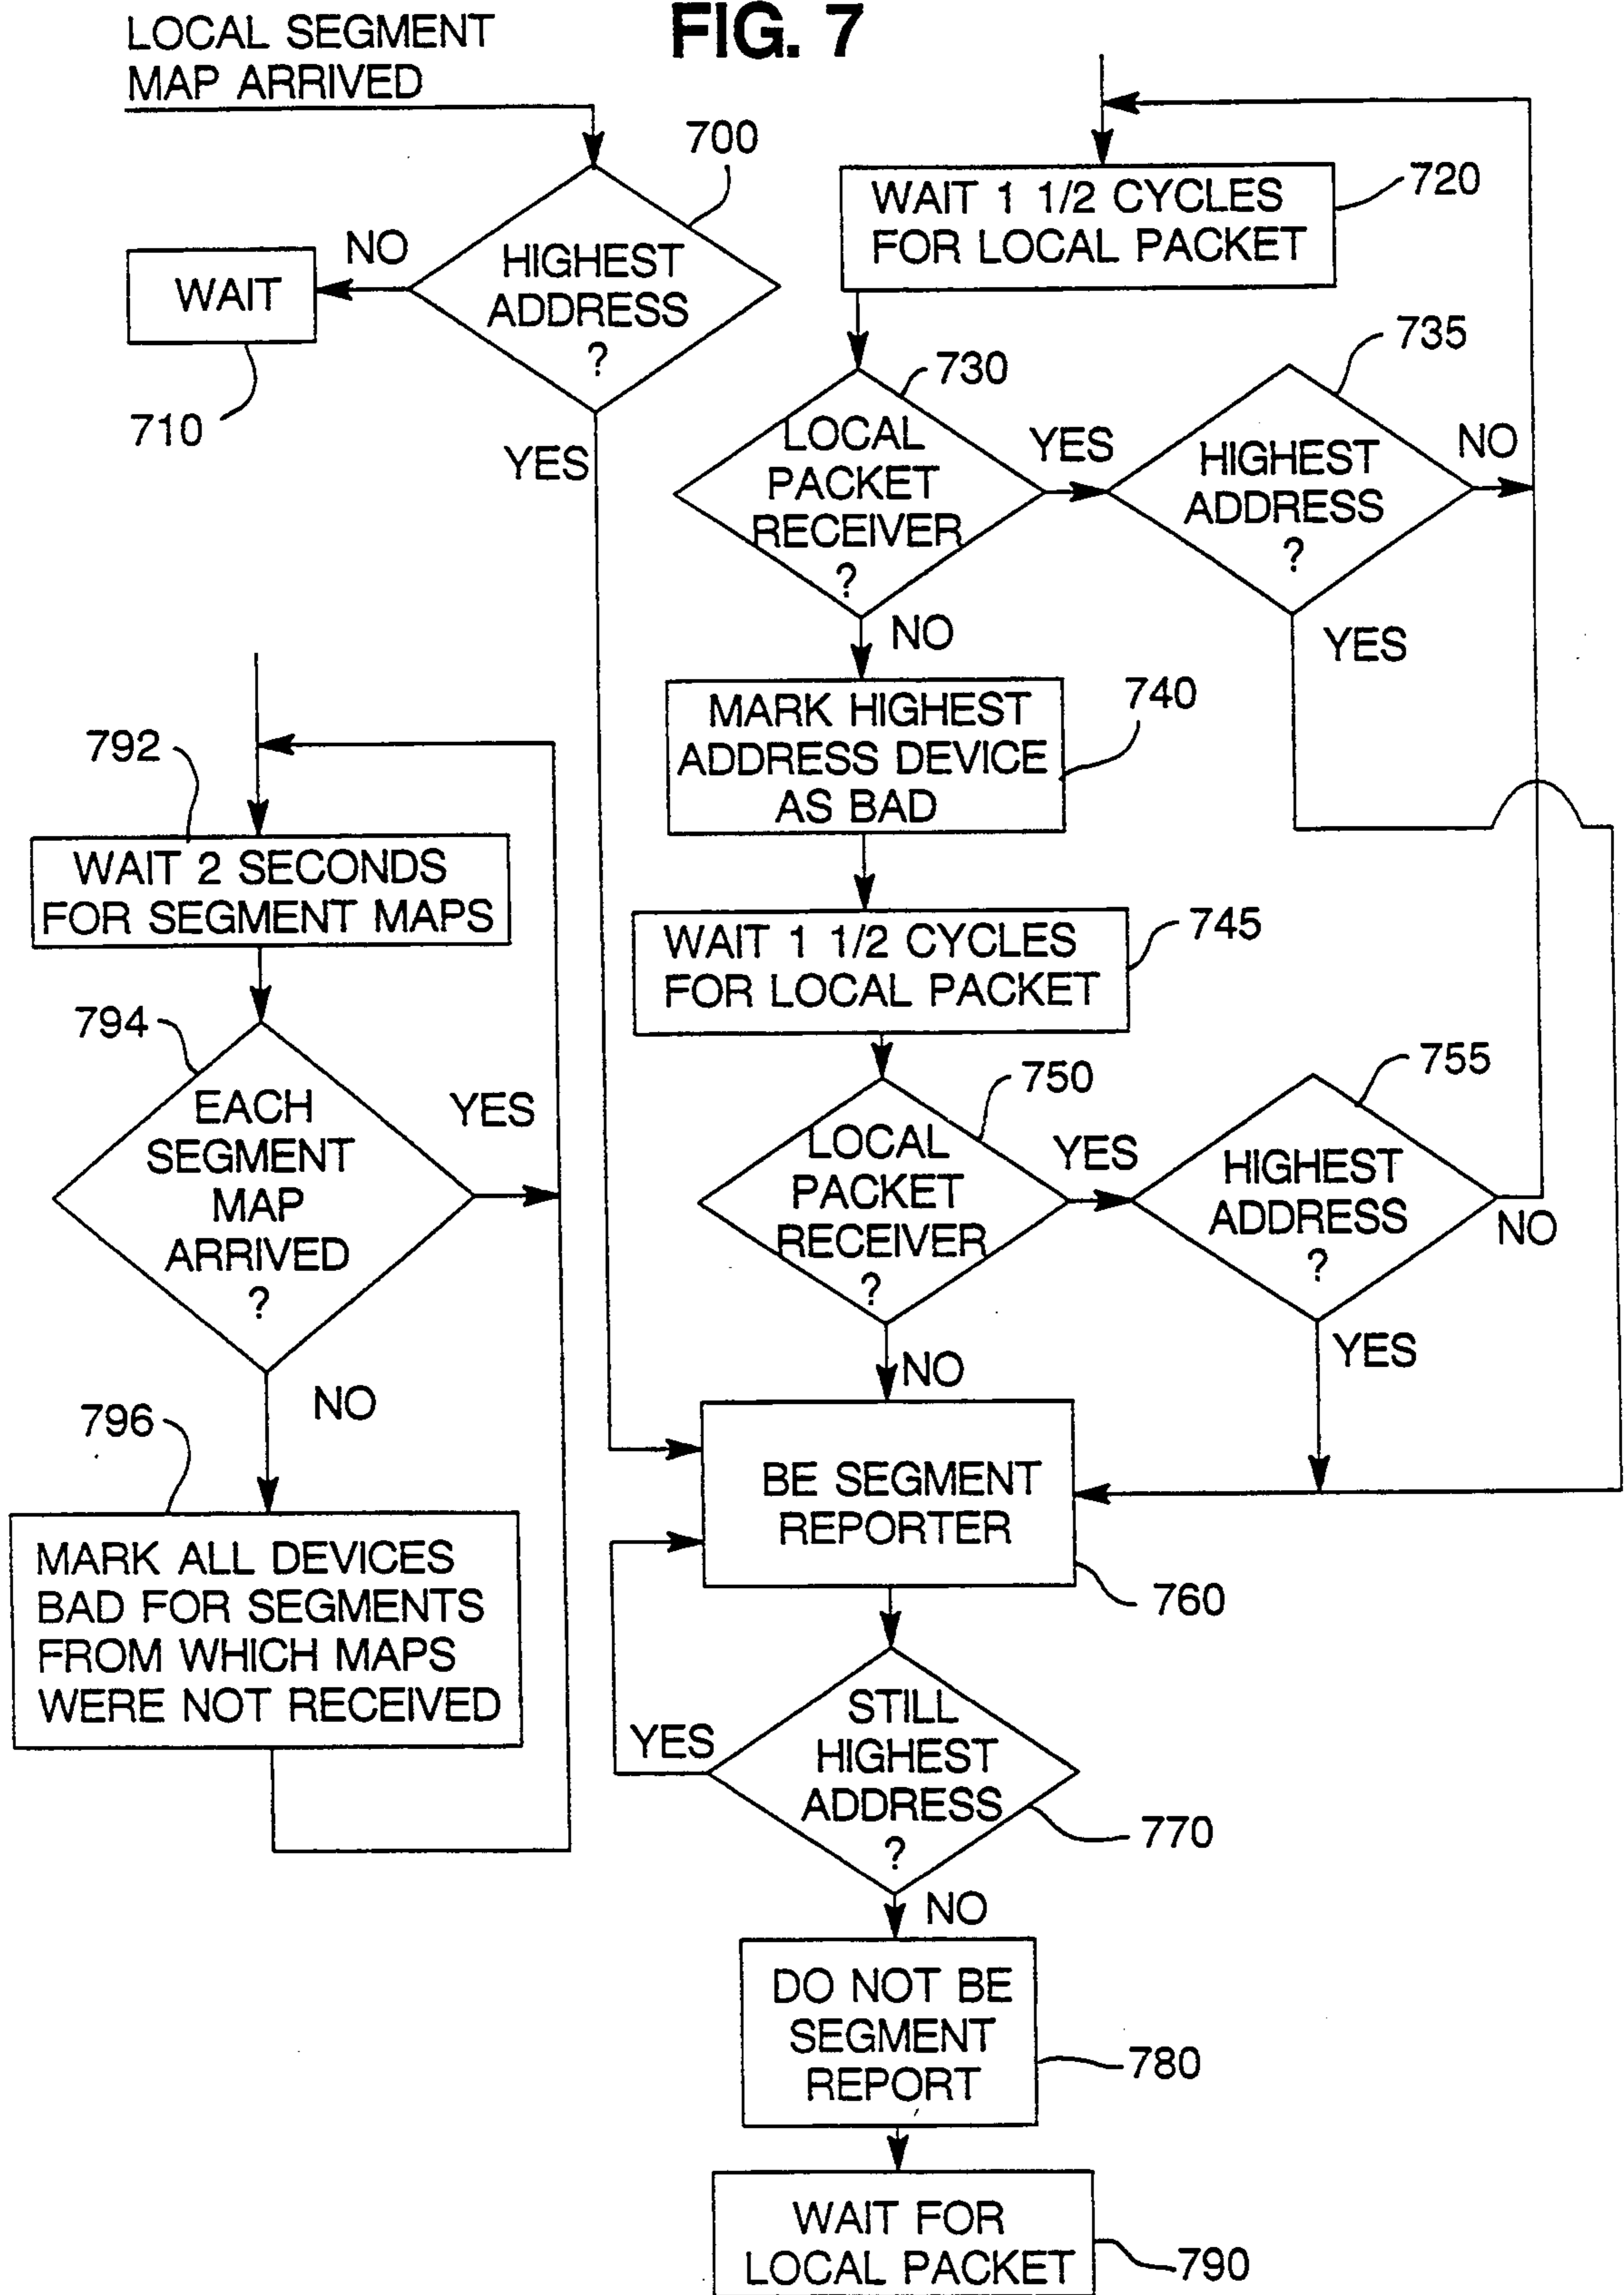 FIG. 7
LOCAL SEGMENT
MAP ARRIVED
700
HIGHEST
ADDRESS
?
NO
WAIT
710
YES
WAIT 1 1/2 CYCLES
FOR LOCAL PACKET
720
730
LOCAL
PACKET
RECEIVER
?
YES
735
HIGHEST
ADDRESS
?
NO
YES
NO
MARK HIGHEST
ADDRESS DEVICE
AS BAD
740
WAIT 1 1/2 CYCLES
FOR LOCAL PACKET
745
750
LOCAL
PACKET
RECEIVER
?
YES
755
HIGHEST
ADDRESS
?
NO
YES
NO
BE SEGMENT
REPORTER
760
STILL
HIGHEST
ADDRESS
?
YES
770
NO
DO NOT BE
SEGMENT
REPORT
780
WAIT FOR
LOCAL PACKET
790
792
WAIT 2 SECONDS
FOR SEGMENT MAPS
794
EACH
SEGMENT
MAP
ARRIVED
?
YES
NO
796
MARK ALL DEVICES
BAD FOR SEGMENTS
FROM WHICH MAPS
WERE NOT RECEIVED